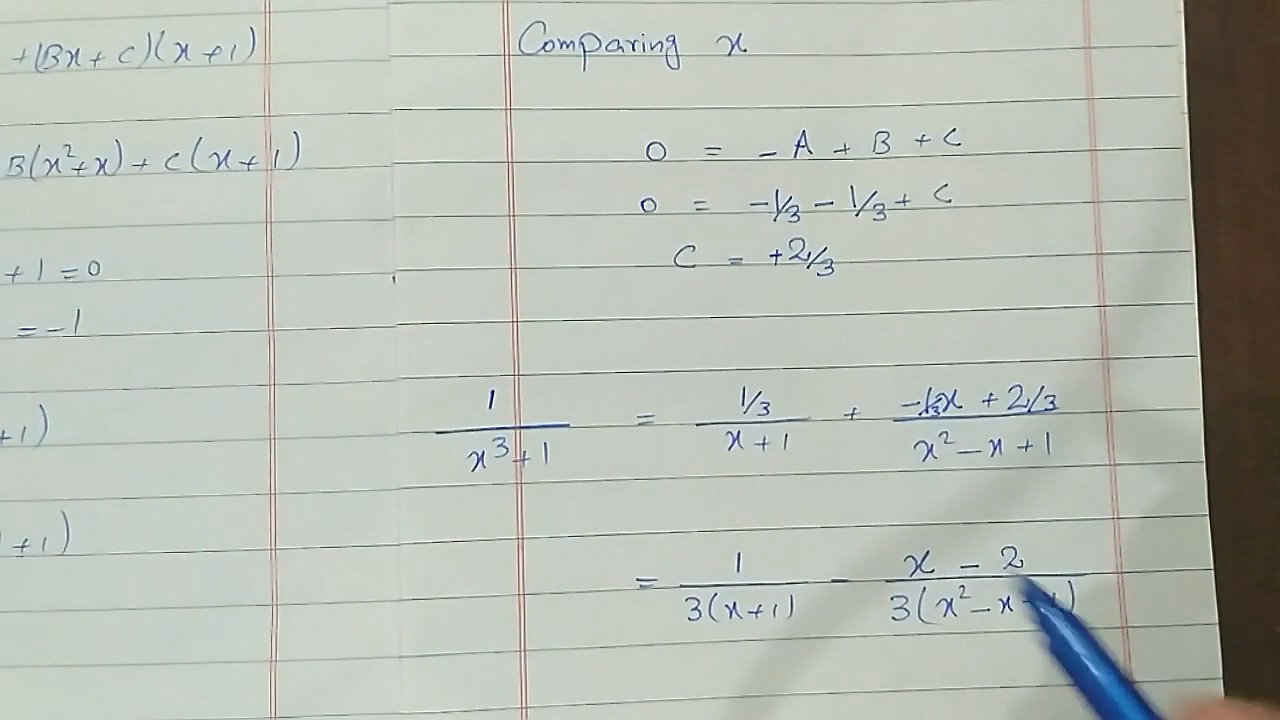 +(Bx + C)(x+1)
B(x²+x) + C(x+1)
+ 1 = 0
= -1
+1)
+1)
Comparing x
0 = - A + B + C
0 = -1/3 - 1/3 + C
C = +2/3
1/(x³+1) = (1/3)/(x+1) + (-1/3x + 2/3)/(x² - x + 1)
= 1/(3(x+1)) - (x - 2)/(3(x² - x + 1))